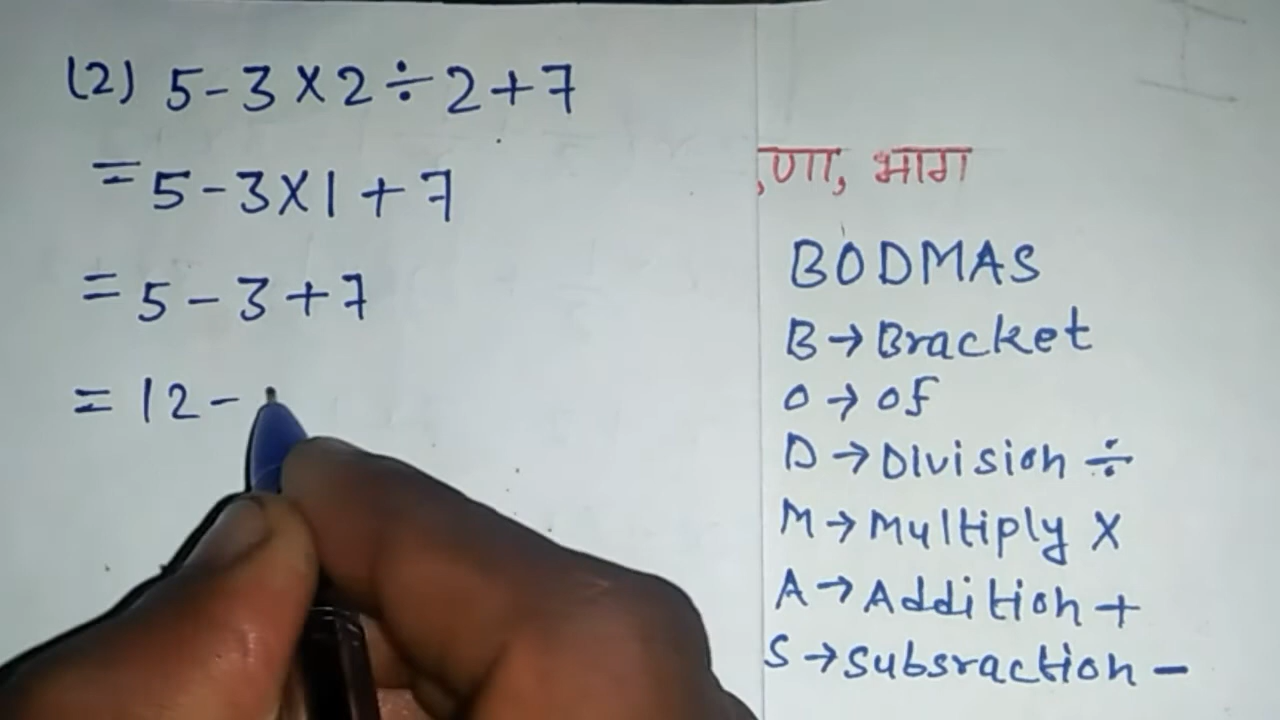 (2) 5-3×2÷2+7
=5-3×1+7
=5-3+7
=12-
णा, भाग
BODMAS
B→Bracket
O→of
D→Division ÷
M→Multiply ×
A→Addition +
S→Subsraction -